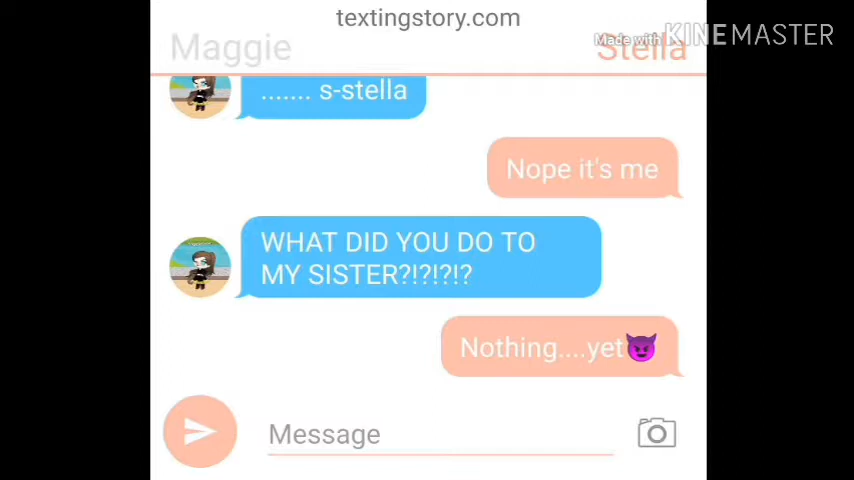 textingstory.com
Maggie
Stella
Made with KINEMASTER
....... s-stella
Nope it's me
WHAT DID YOU DO TO
MY SISTER?!?!?!?
Nothing....yet😈
Message